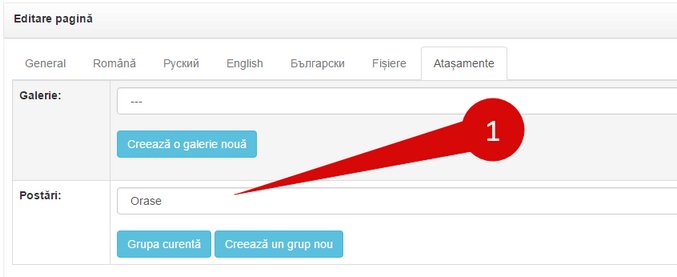 Editare pagină
General Română Руский English Български Fișiere Atașamente
Galerie:
---
Creează o galerie nouă
1
Postări:
Orase
Grupa curentă Creează un grup nou